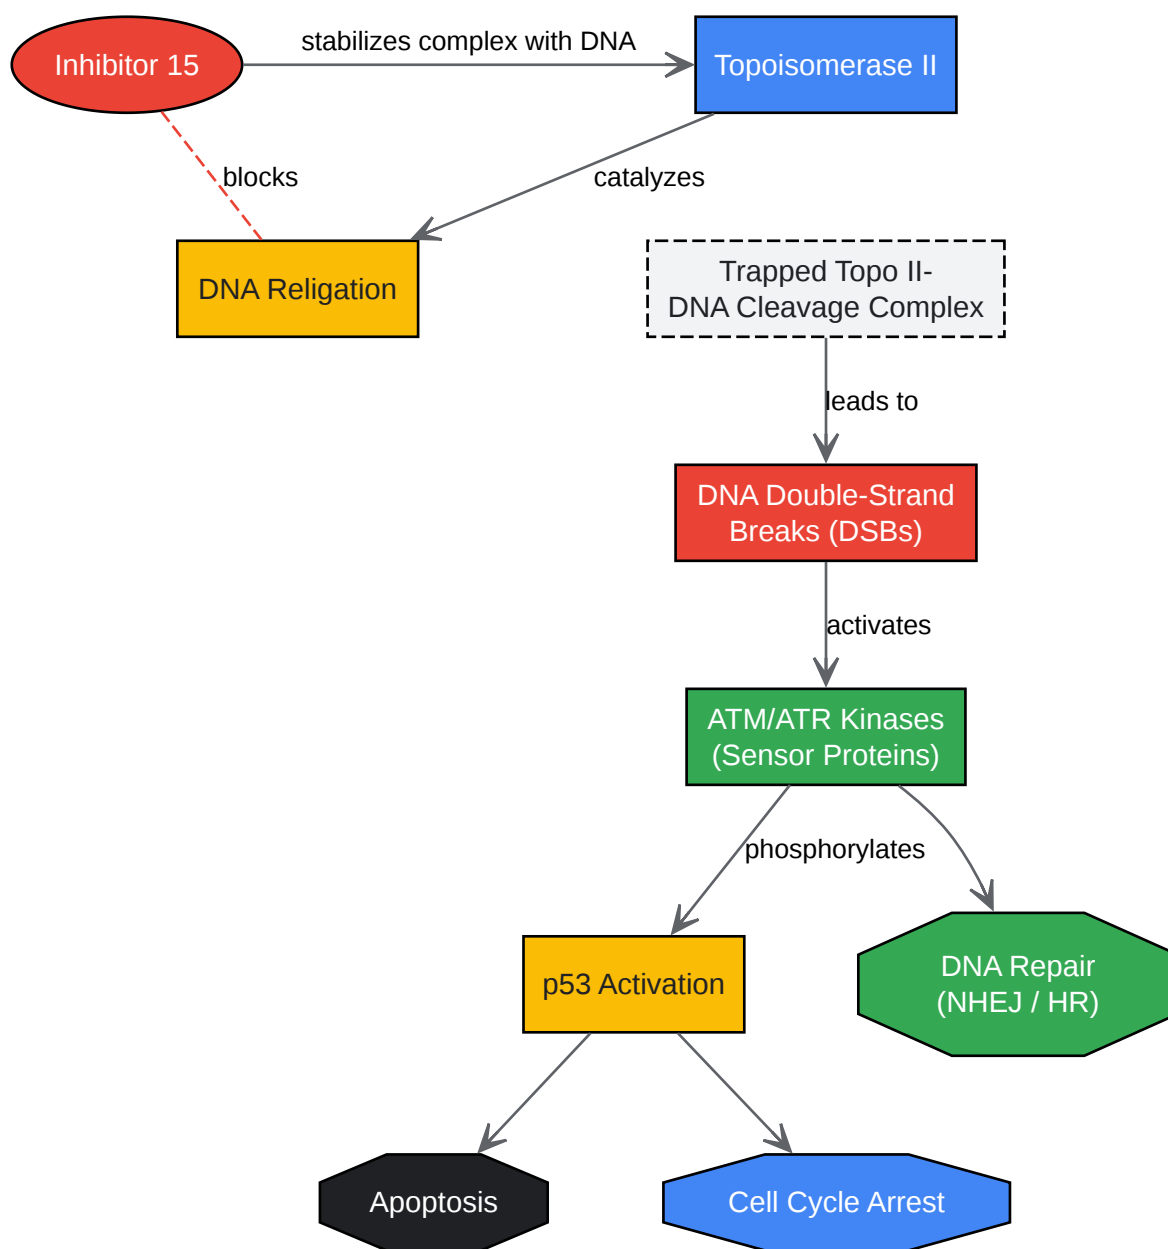 stabilizes complex with DNA
Inhibitor 15
Topoisomerase II
blocks
catalyzes
DNA Religation
Trapped Topo II-
DNA Cleavage Complex
leads to
DNA Double-Strand
Breaks (DSBs)
activates
ATM/ATR Kinases
(Sensor Proteins)
phosphorylates
p53 Activation
DNA Repair
(NHEJ / HR)
Apoptosis
Cell Cycle Arrest